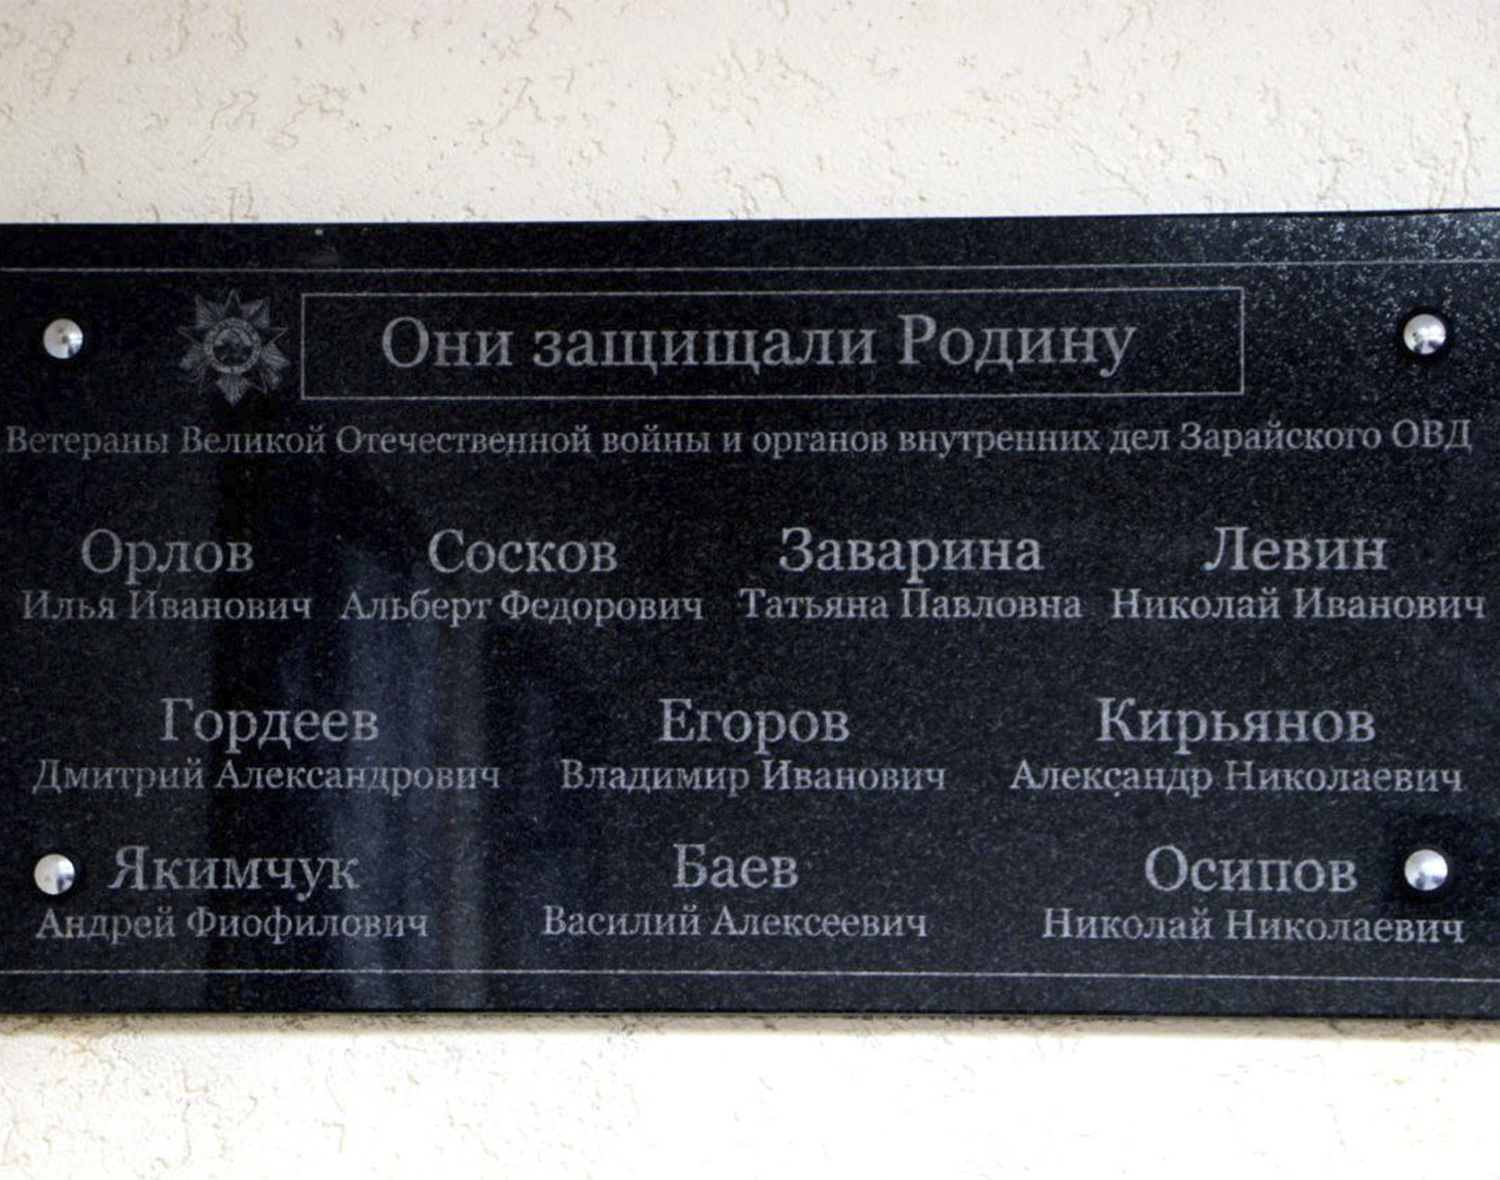 Они защищали Родину
Ветераны Великой Отечественной войны и органов внутренних дел Зарайского ОВД
Орлов Сосков Заварина Левин
Илья Иванович Альберт Федорович Татьяна Павловна Николай Иванович
Гордеев Егоров Кирьянов
Дмитрий Александрович Владимир Иванович Александр Николаевич
Якимчук Баев Осипов
Андрей Фиофилович Василий Алексеевич Николай Николаевич